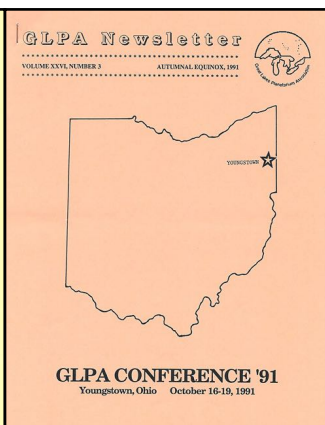 GLPA Newsletter
VOLUME XXVI, NUMBER 3 AUTUMNAL EQUINOX, 1991
Great Lakes Planetarium Association
YOUNGSTOWN
GLPA CONFERENCE '91
Youngstown, Ohio October 16-19, 1991